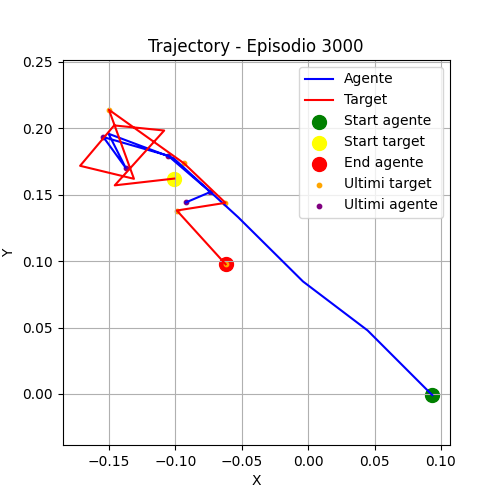 Trajectory - Episodio 3000
0.25
0.20
0.15
0.10
0.05
0.00
Y
Agente
Target
Start agente
Start target
End agente
Ultimi target
Ultimi agente
−0.15 −0.10 −0.05 0.00 0.05 0.10
X